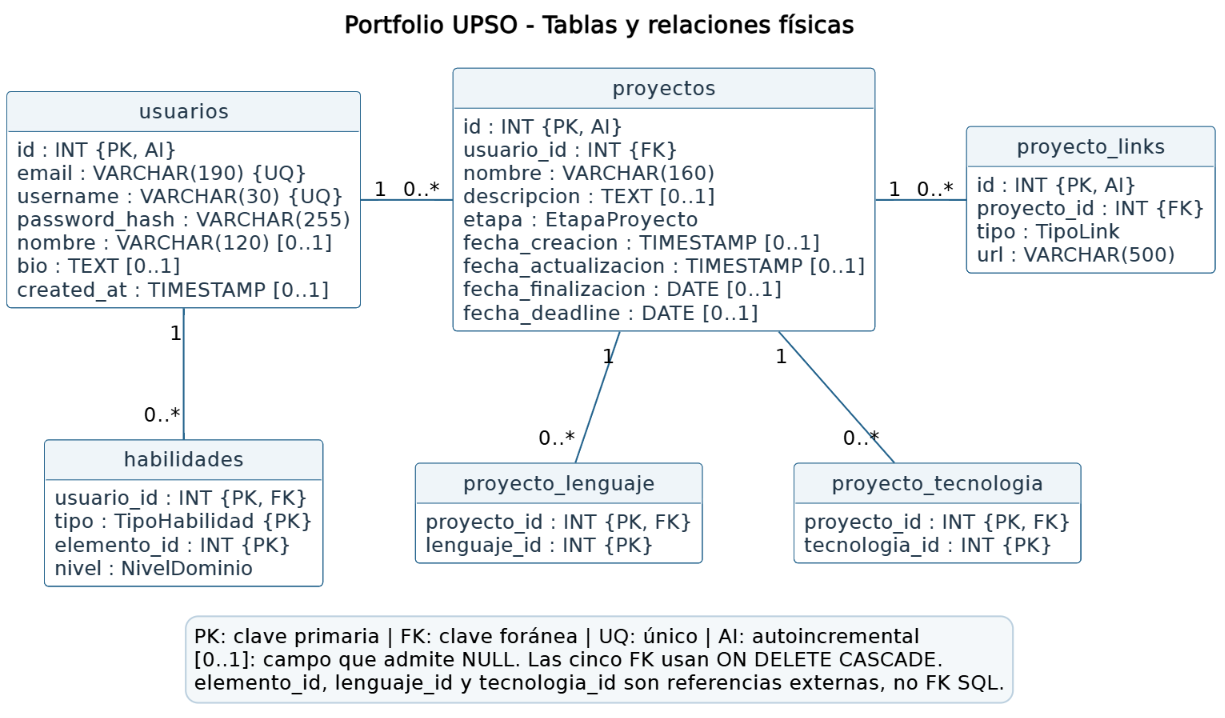 Portfolio UPSO - Tablas y relaciones físicas
usuarios
id : INT {PK, AI}
email : VARCHAR(190) {UQ}
username : VARCHAR(30) {UQ}
password_hash : VARCHAR(255)
nombre : VARCHAR(120) [0..1]
bio : TEXT [0..1]
created_at : TIMESTAMP [0..1]
1 0..*
proyectos
id : INT {PK, AI}
usuario_id : INT {FK}
nombre : VARCHAR(160)
descripcion : TEXT [0..1]
etapa : EtapaProyecto
fecha_creacion : TIMESTAMP [0..1]
fecha_actualizacion : TIMESTAMP [0..1]
fecha_finalizacion : DATE [0..1]
fecha_deadline : DATE [0..1]
1 0..*
proyecto_links
id : INT {PK, AI}
proyecto_id : INT {FK}
tipo : TipoLink
url : VARCHAR(500)
1
0..*
1
0..*
1
0..*
habilidades
usuario_id : INT {PK, FK}
tipo : TipoHabilidad {PK}
elemento_id : INT {PK}
nivel : NivelDominio
proyecto_lenguaje
proyecto_id : INT {PK, FK}
lenguaje_id : INT {PK}
proyecto_tecnologia
proyecto_id : INT {PK, FK}
tecnologia_id : INT {PK}
PK: clave primaria | FK: clave foránea | UQ: único | AI: autoincremental
[0..1]: campo que admite NULL. Las cinco FK usan ON DELETE CASCADE.
elemento_id, lenguaje_id y tecnologia_id son referencias externas, no FK SQL.